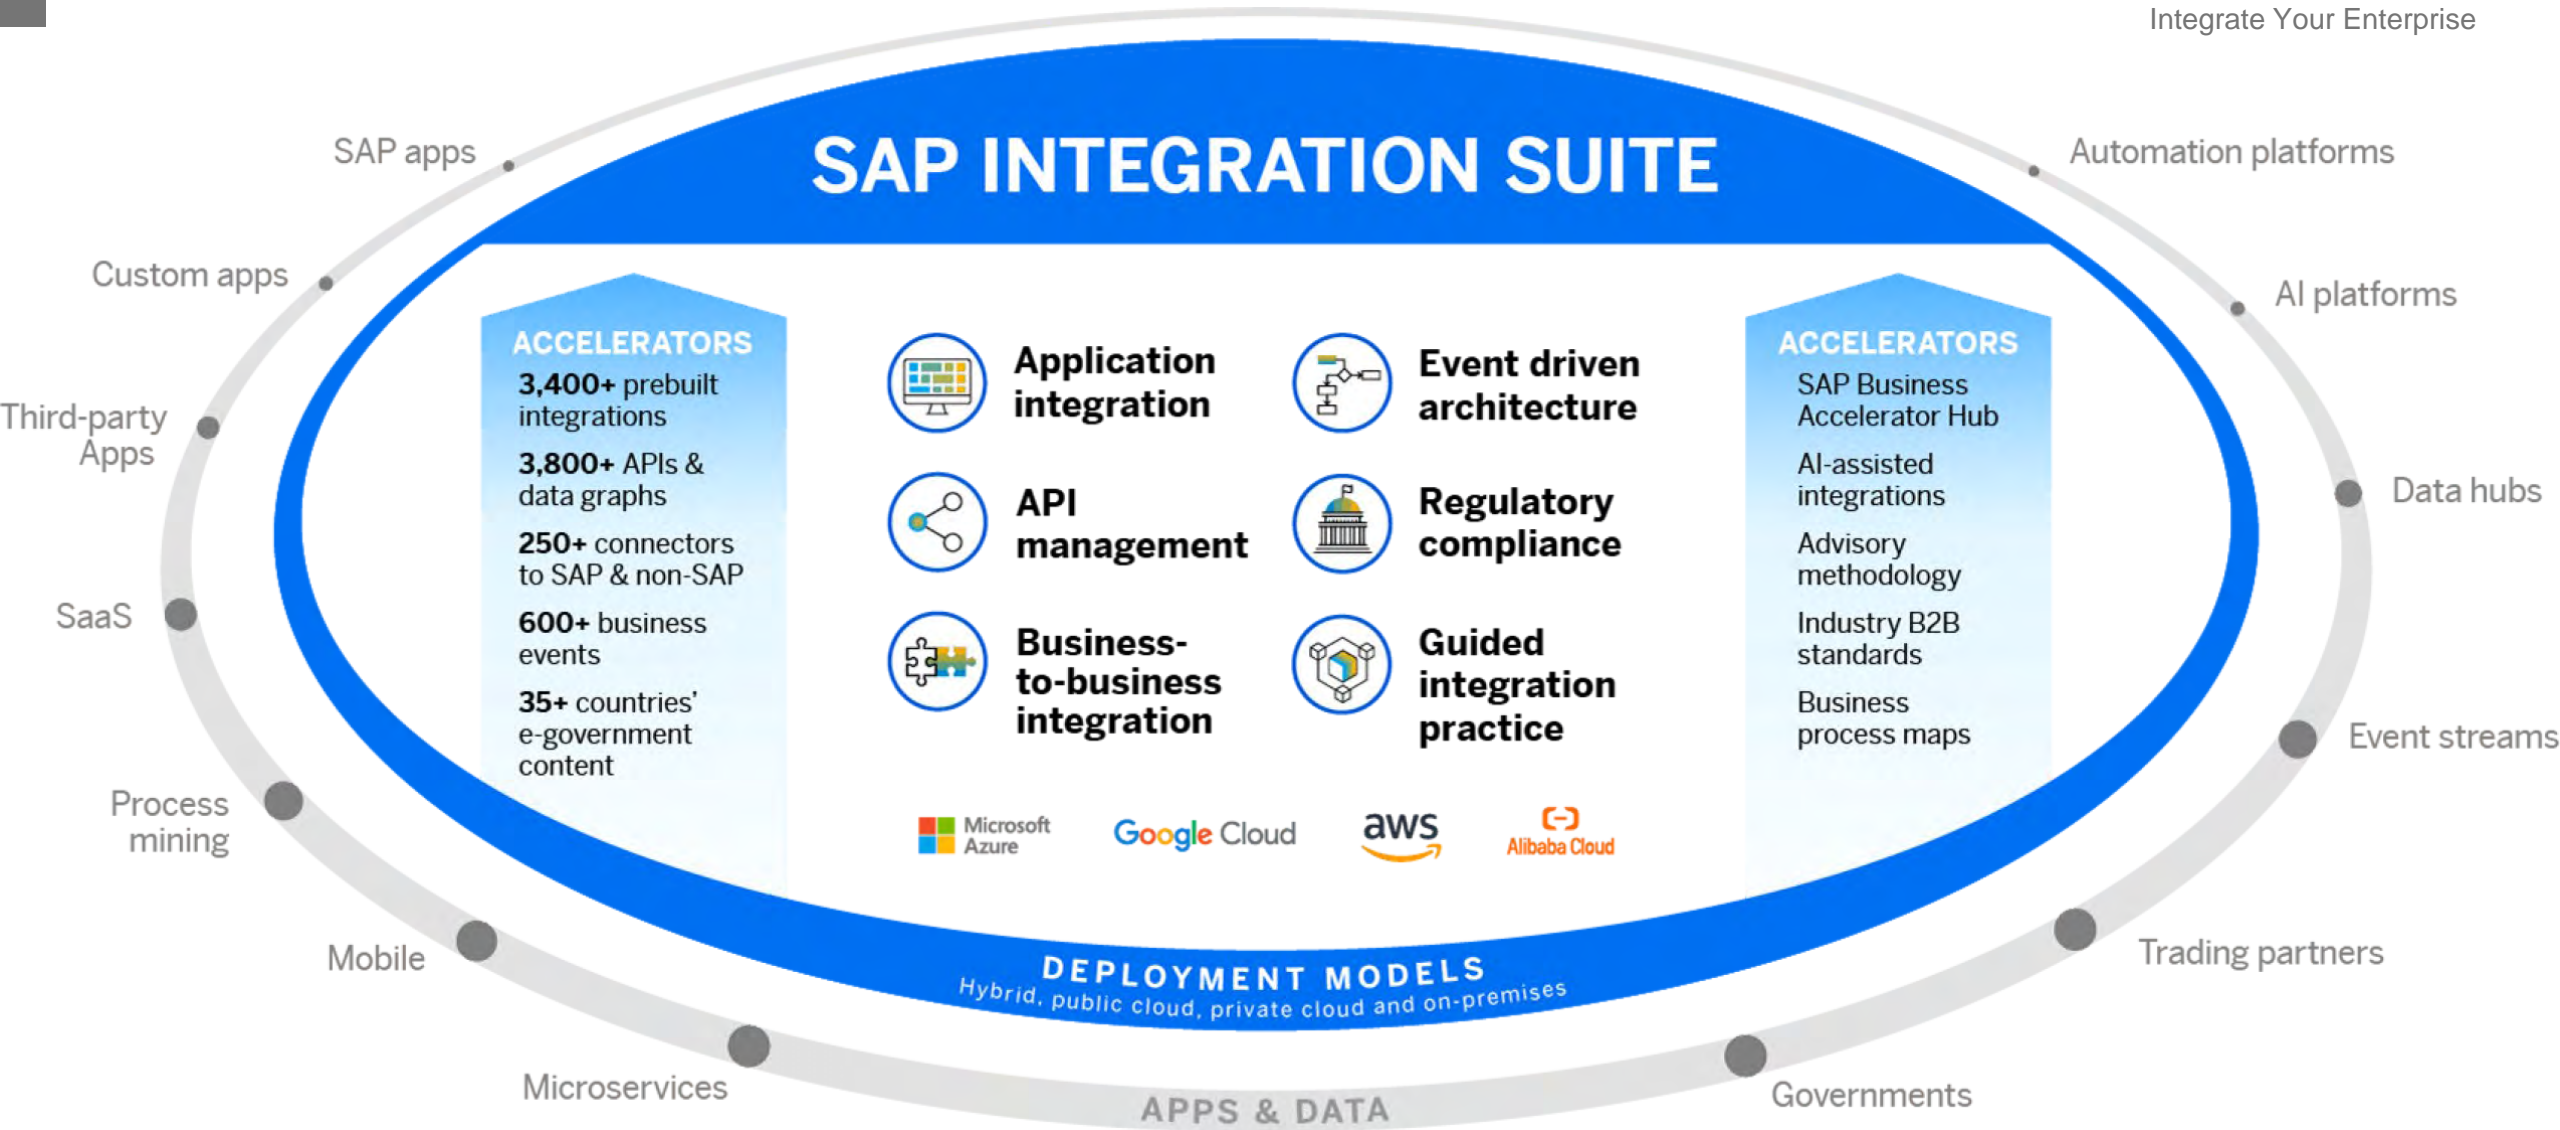 Integrate Your Enterprise
SAP INTEGRATION SUITE
SAP apps
Custom apps
Third-party
Apps
SaaS
Process
mining
Mobile
Microservices
ACCELERATORS
3,400+ prebuilt
integrations
3,800+ APIs &
data graphs
250+ connectors
to SAP & non-SAP
600+ business
events
35+ countries’
e-government
content
Application
integration
API
management
Business-
to-business
integration
Event driven
architecture
Regulatory
compliance
Guided
integration
practice
Microsoft
Azure
Google Cloud
aws
Alibaba Cloud
ACCELERATORS
SAP Business
Accelerator Hub
AI-assisted
integrations
Advisory
methodology
Industry B2B
standards
Business
process maps
Automation platforms
AI platforms
Data hubs
Event streams
Trading partners
Governments
DEPLOYMENT MODELS
Hybrid, public cloud, private cloud and on-premises
APPS & DATA